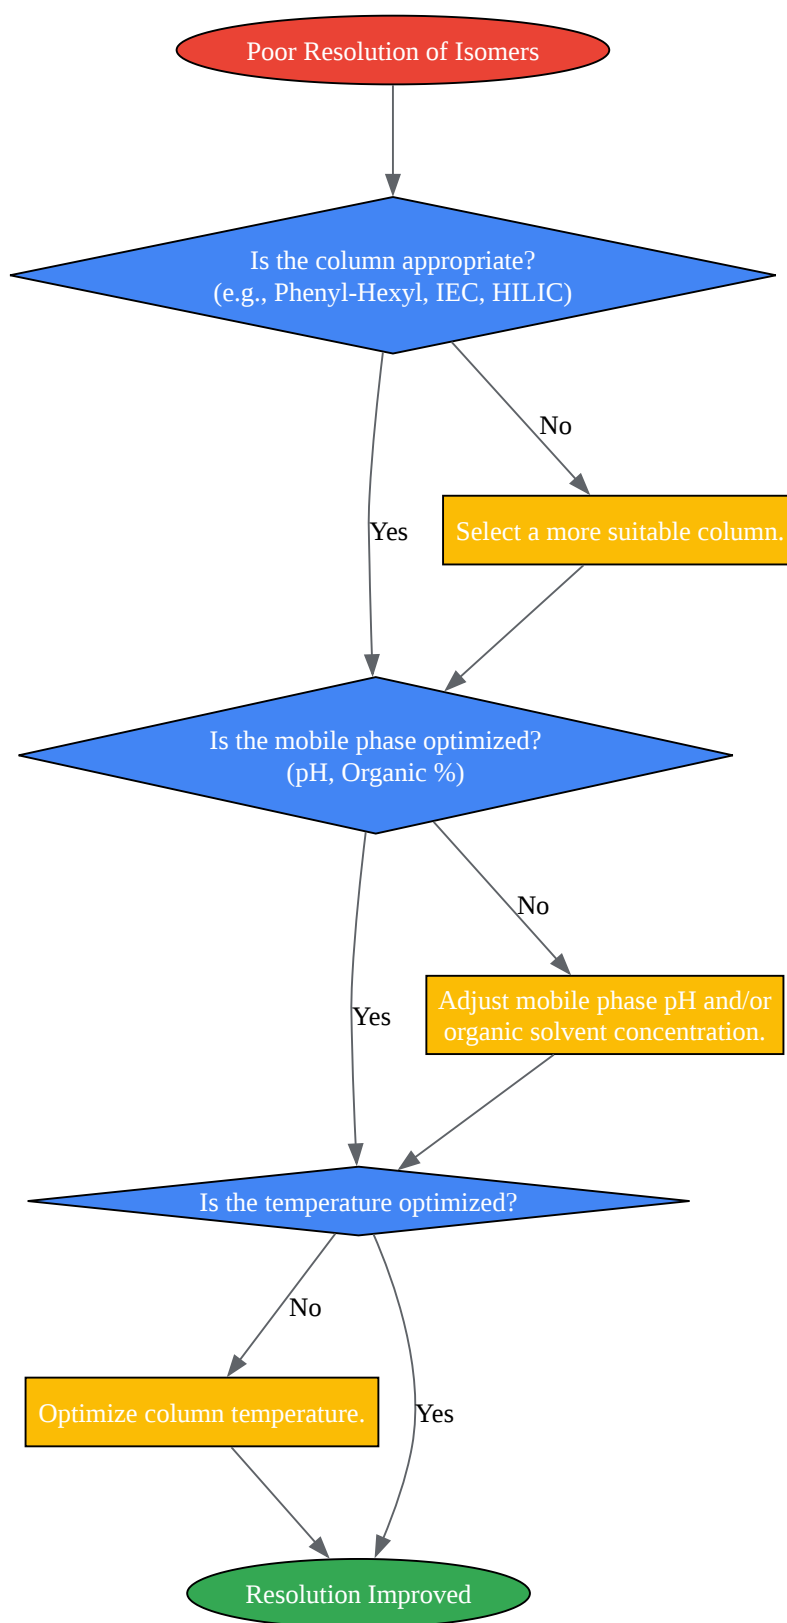 Poor Resolution of Isomers
Is the column appropriate?
(e.g., Phenyl-Hexyl, IEC, HILIC)
No
Yes
Select a more suitable column.
Is the mobile phase optimized?
(pH, Organic %)
No
Yes
Adjust mobile phase pH and/or
organic solvent concentration.
Is the temperature optimized?
No
Yes
Optimize column temperature.
Resolution Improved